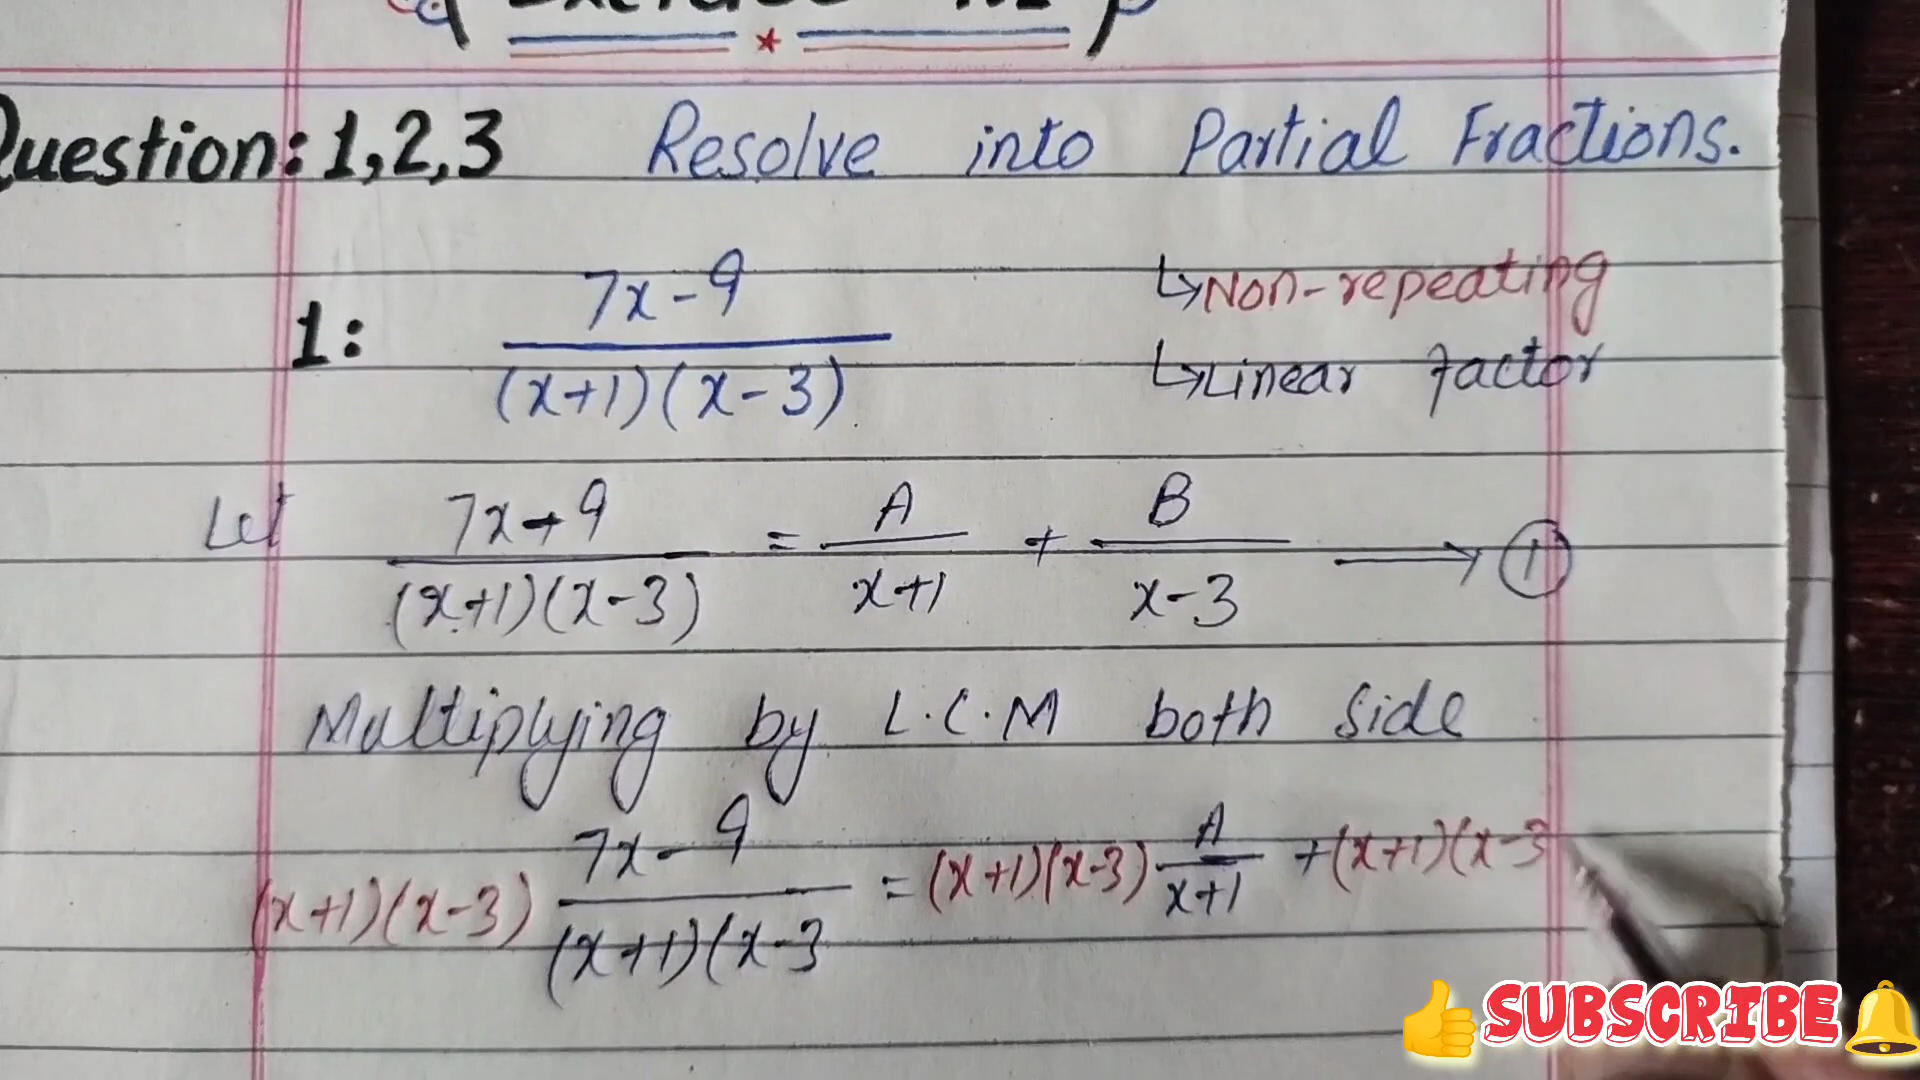 Question: 1,2,3 Resolve into Partial Fractions.
1: 7x-9
(x+1)(x-3)
↳Non-repeating
↳Linear factor
Let 7x+9 = A + B → 1
(x+1)(x-3) x+1 x-3
Multiplying by L.C.M both side
(x+1)(x-3) 7x-9 = (x+1)(x-3) A + (x+1)(x-3
(x+1)(x-3 x+1
SUBSCRIBE